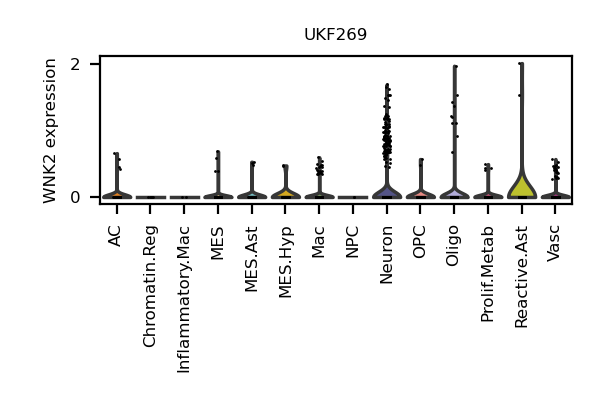 UKF269
WNK2 expression
2
0
AC
Chromatin.Reg
Inflammatory.Mac
MES
MES.Ast
MES.Hyp
Mac
NPC
Neuron
OPC
Oligo
Prolif.Metab
Reactive.Ast
Vasc